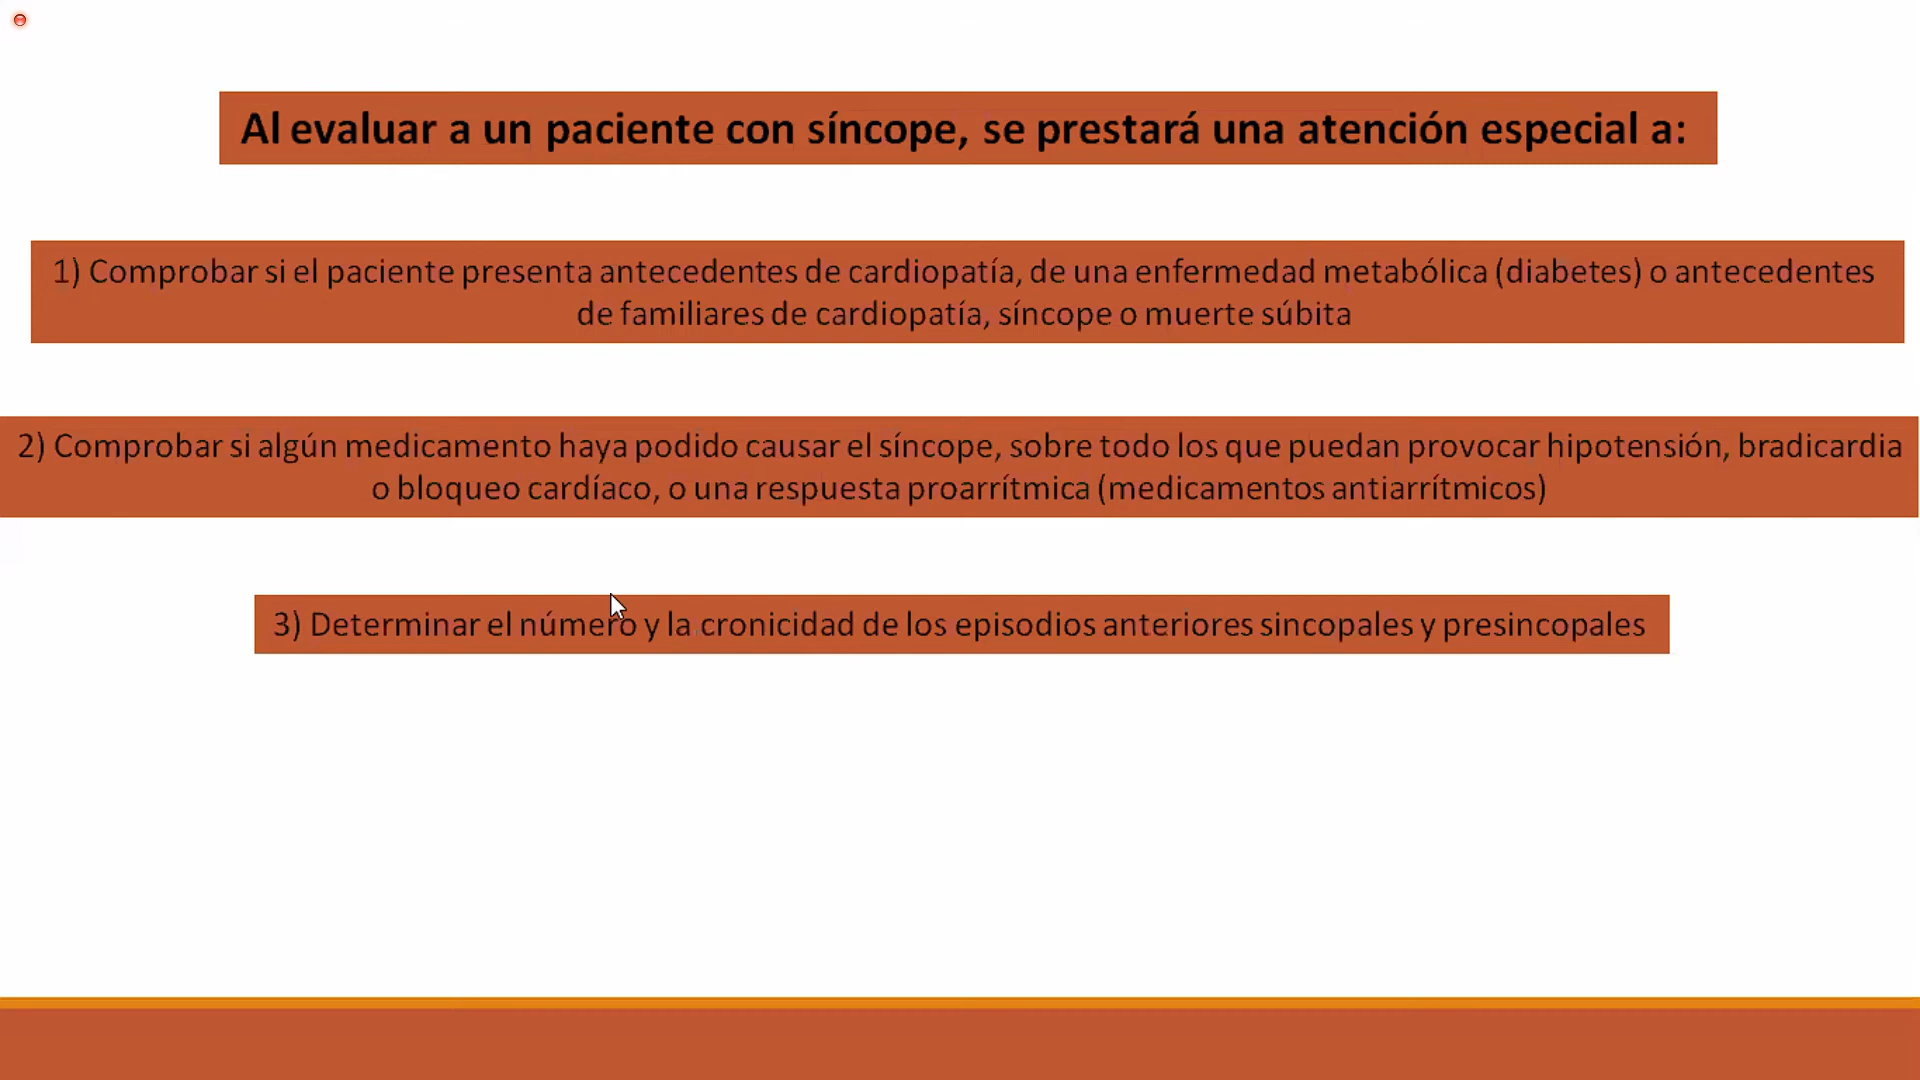 Al evaluar a un paciente con síncope, se prestará una atención especial a:
1) Comprobar si el paciente presenta antecedentes de cardiopatía, de una enfermedad metabólica (diabetes) o antecedentes
de familiares de cardiopatía, síncope o muerte súbita
2) Comprobar si algún medicamento haya podido causar el síncope, sobre todo los que puedan provocar hipotensión, bradicardia
o bloqueo cardíaco, o una respuesta proarrítmica (medicamentos antiarrítmicos)
3) Determinar el número y la cronicidad de los episodios anteriores sincopales y presincopales